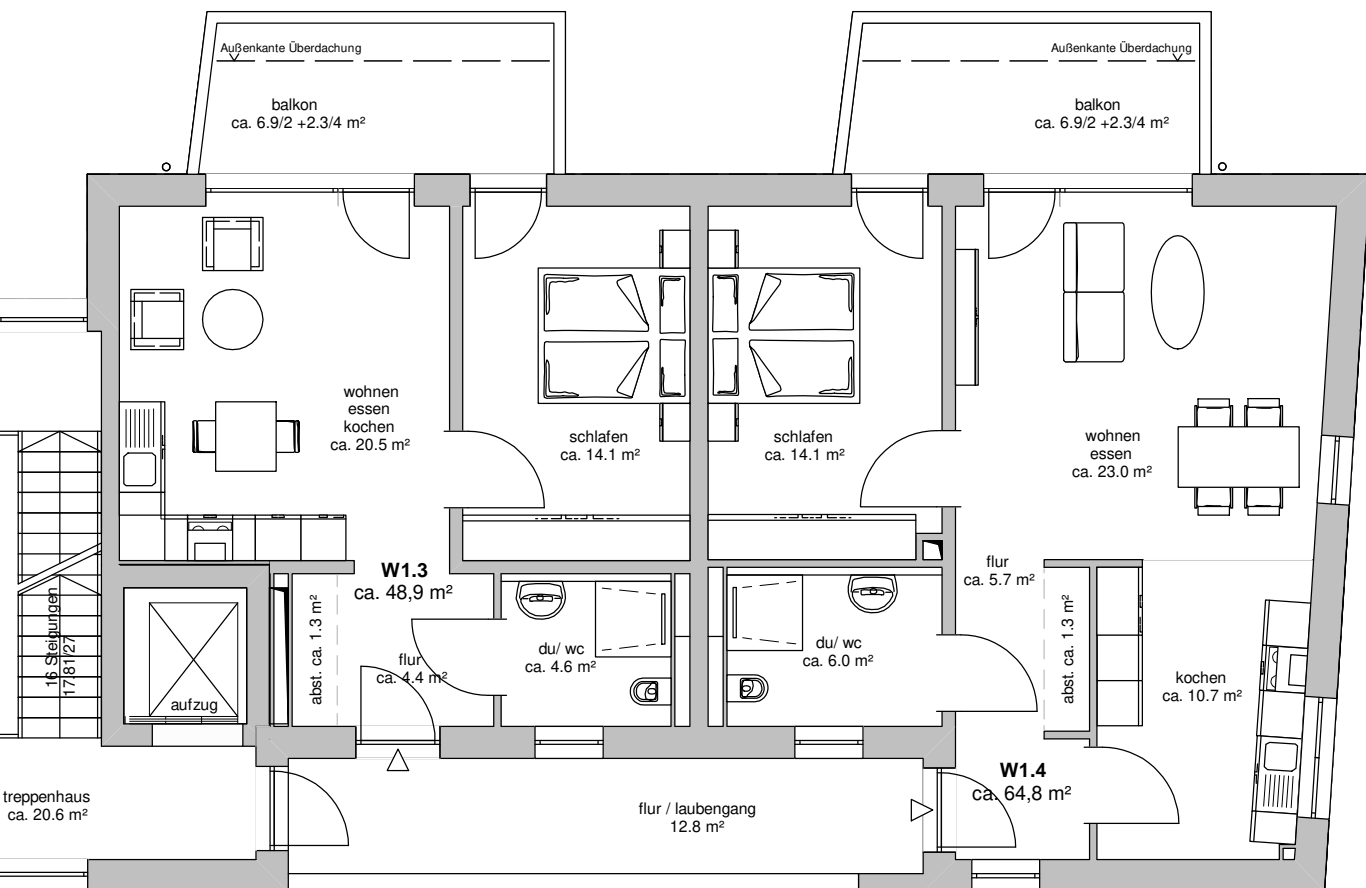 Außenkante Überdachung
balkon
ca. 6.9/2 +2.3/4 m²
Außenkante Überdachung
balkon
ca. 6.9/2 +2.3/4 m²
wohnen
essen
kochen
ca. 20.5 m²
schlafen
ca. 14.1 m²
schlafen
ca. 14.1 m²
wohnen
essen
ca. 23.0 m²
W1.3
ca. 48,9 m²
abst. ca. 1.3 m²
flur
ca. 4.4 m²
du/ wc
ca. 4.6 m²
du/ wc
ca. 6.0 m²
flur
ca. 5.7 m²
abst. ca. 1.3 m²
kochen
ca. 10.7 m²
16 Steigungen
17.81/27
aufzug
treppenhaus
ca. 20.6 m²
flur / laubengang
12.8 m²
W1.4
ca. 64,8 m²